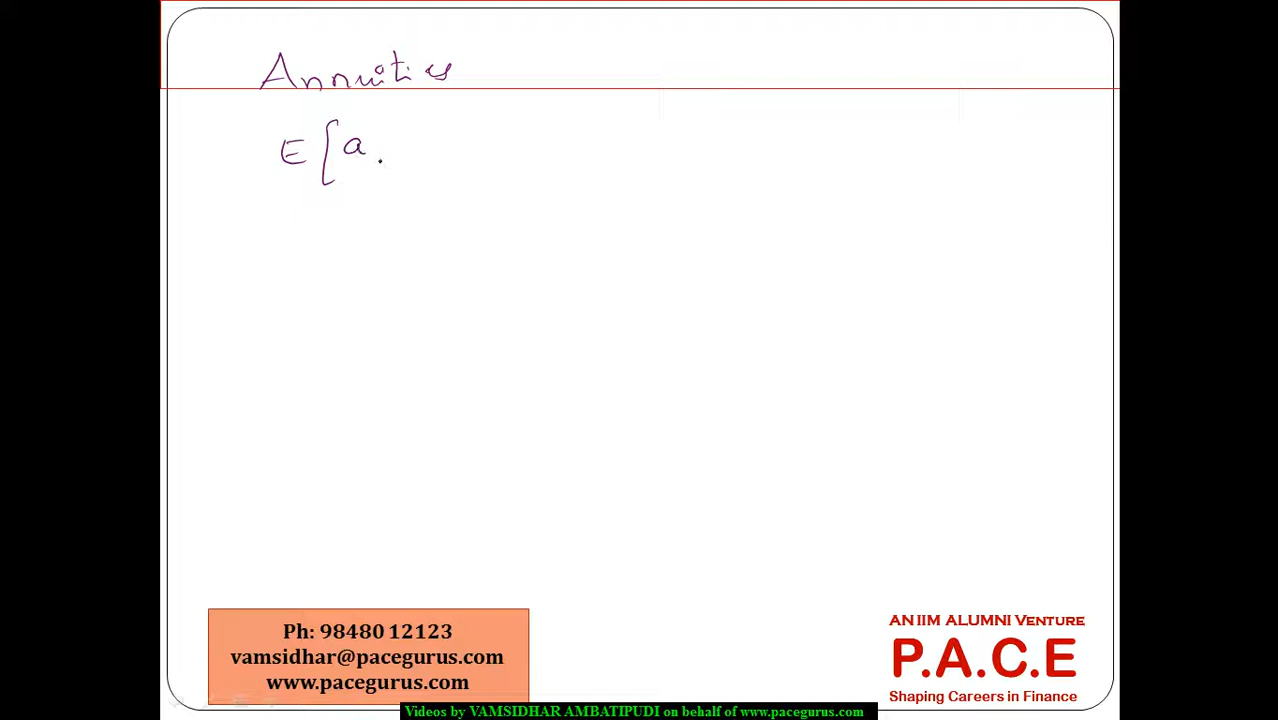 Annuities
E[a.
Ph: 98480 12123
vamsidhar@pacegurus.com
www.pacegurus.com
AN IIM ALUMNI VENTURE
P.A.C.E
Shaping Careers in Finance
Videos by VAMSIDHAR AMBATIPUDI on behalf of www.pacegurus.com